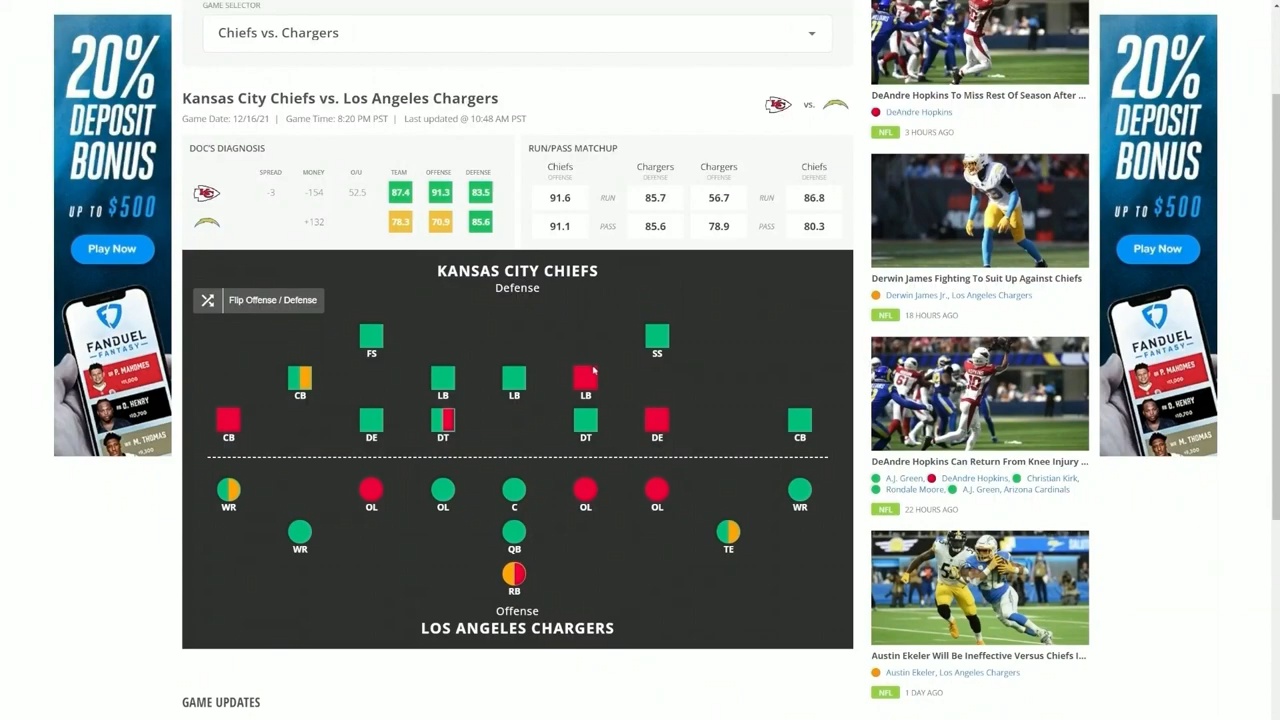 GAME SELECTOR
Chiefs vs. Chargers
Kansas City Chiefs vs. Los Angeles Chargers
Game Date: 12/16/21 | Game Time: 8:20 PM PST | Last updated @ 10:48 AM PST
vs.
DOC'S DIAGNOSIS
SPREAD MONEY O/U TEAM OFFENSE DEFENSE
-3 -154 52.5 87.4 91.3 83.5
+132 78.3 70.9 85.6
RUN/PASS MATCHUP
Chiefs Chargers Chargers Chiefs
OFFENSE DEFENSE OFFENSE DEFENSE
91.6 RUN 85.7 56.7 RUN 86.8
91.1 PASS 85.6 78.9 PASS 80.3
KANSAS CITY CHIEFS
Defense
Flip Offense / Defense
FS SS
CB LB LB LB
CB DE DT DT DE CB
WR OL OL C OL OL WR
WR QB TE
RB
Offense
LOS ANGELES CHARGERS
GAME UPDATES
DeAndre Hopkins To Miss Rest Of Season After ...
DeAndre Hopkins
NFL 3 HOURS AGO
Derwin James Fighting To Suit Up Against Chiefs
Derwin James Jr., Los Angeles Chargers
NFL 18 HOURS AGO
DeAndre Hopkins Can Return From Knee Injury ...
A.J. Green, DeAndre Hopkins, Christian Kirk,
Rondale Moore, A.J. Green, Arizona Cardinals
NFL 22 HOURS AGO
Austin Ekeler Will Be Ineffective Versus Chiefs I...
Austin Ekeler, Los Angeles Chargers
NFL 1 DAY AGO
20%
DEPOSIT
BONUS
UP TO $500
Play Now
FANDUEL
FANTASY
P. MAHOMES
D. HENRY
M. THOMAS
20%
DEPOSIT
BONUS
UP TO $500
Play Now
FANDUEL
FANTASY
P. MAHOMES
D. HENRY
M. THOMAS